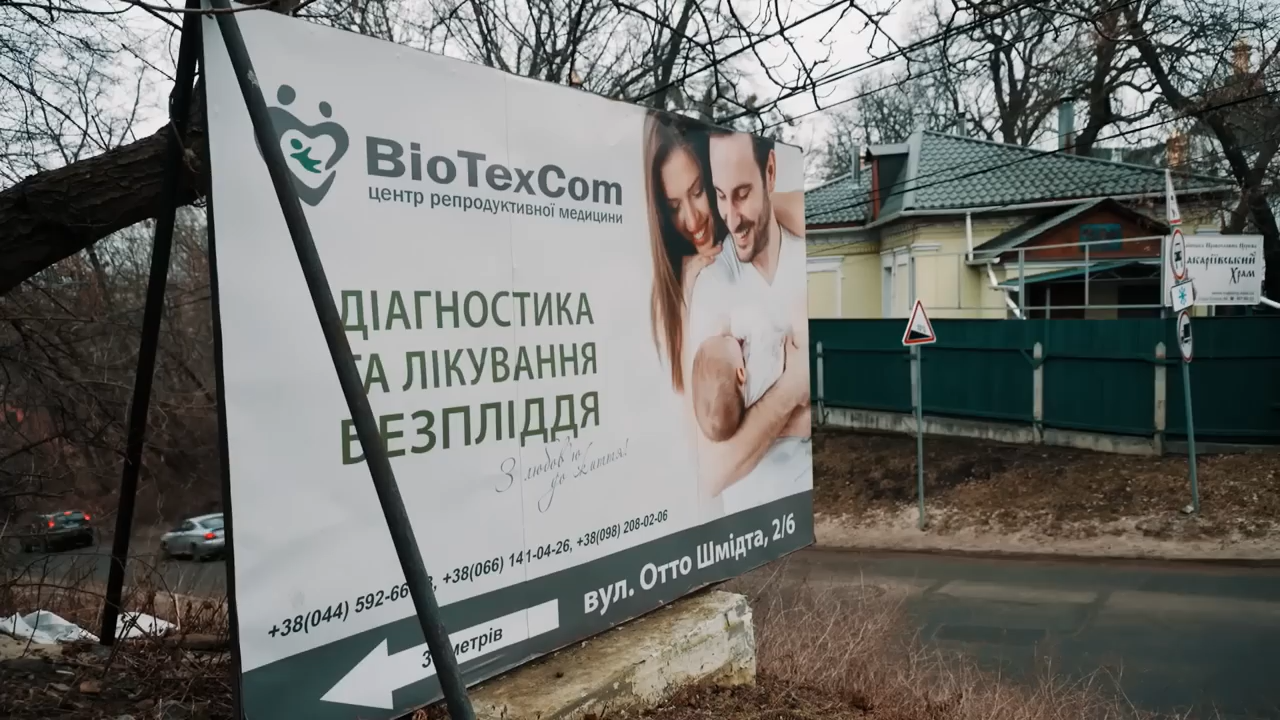 BioTexCom
центр репродуктивної медицини
ДІАГНОСТИКА
ТА ЛІКУВАННЯ
БЕЗПЛІДДЯ
З любов'ю
до життя!
+38(066) 141-04-26, +38(098) 208-02-06
вул. Отто Шмідта, 2/6
метрів
Храм